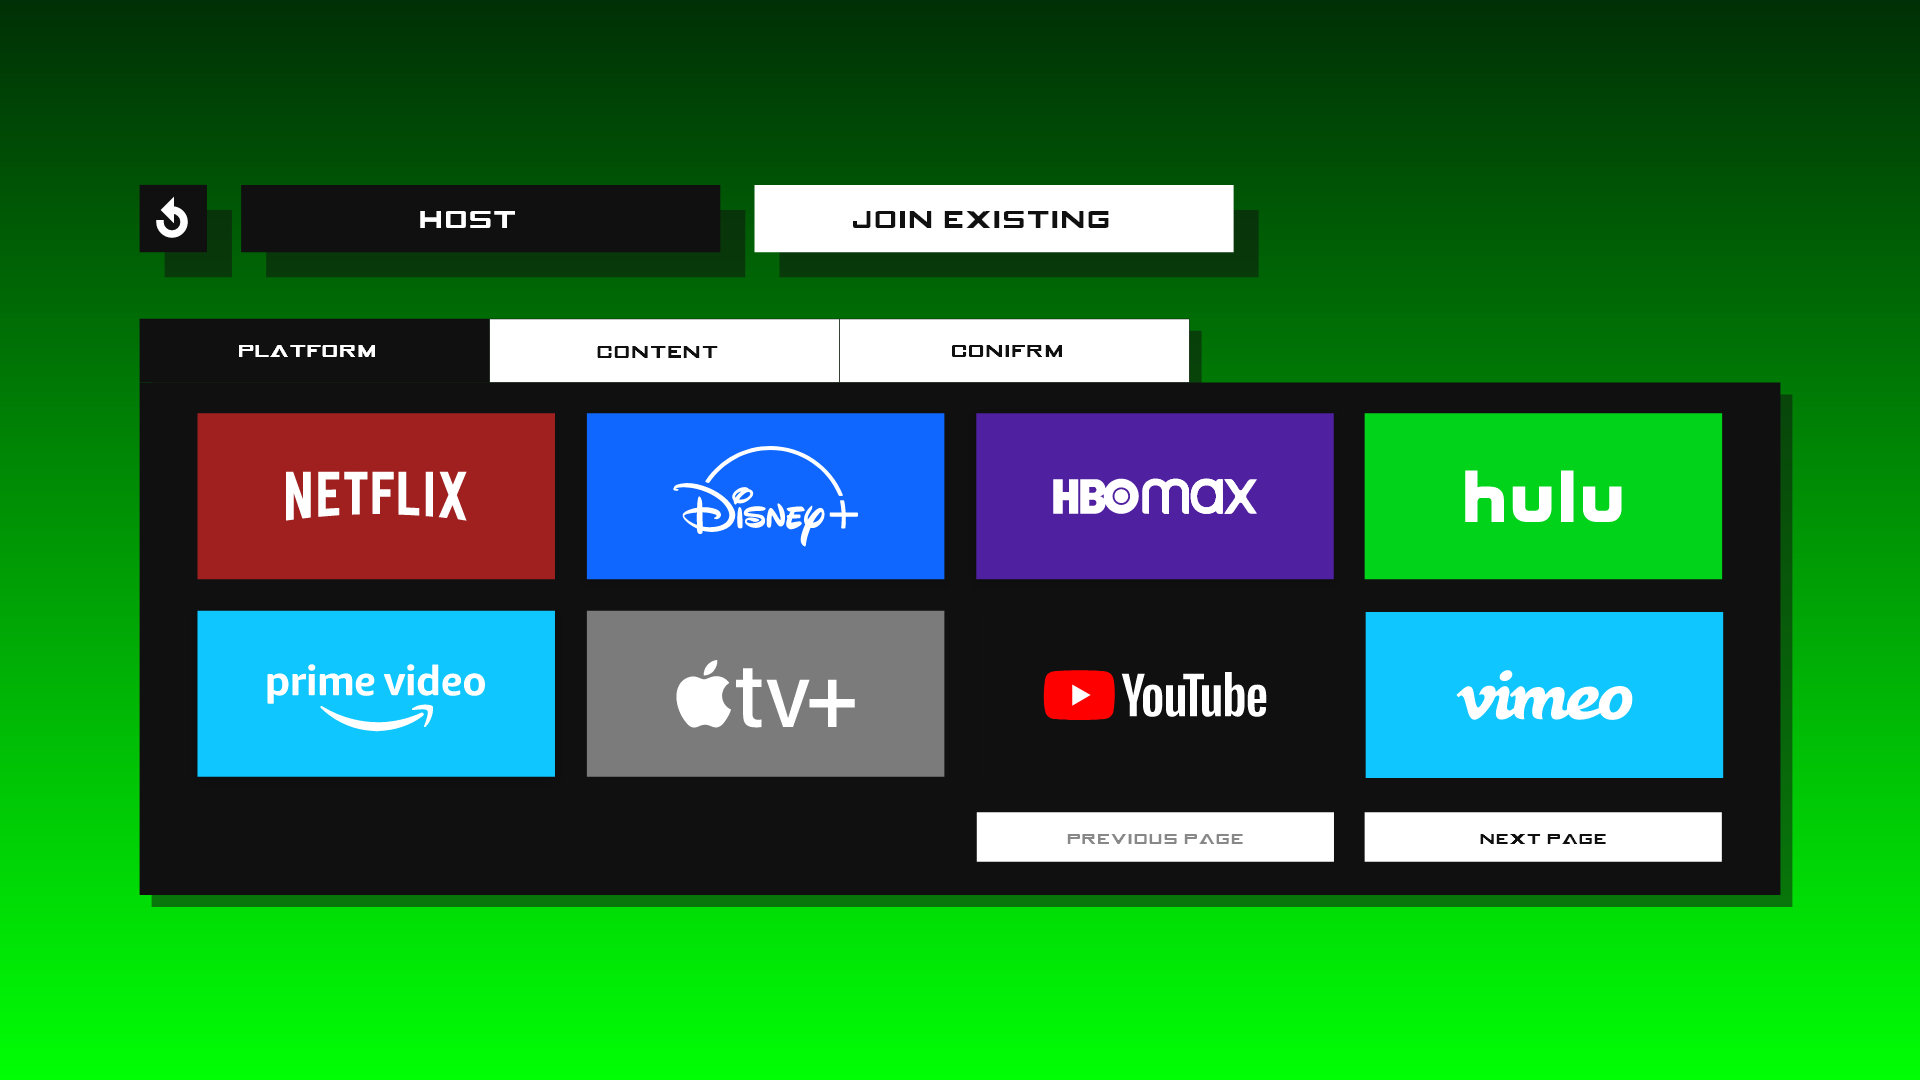 HOST
JOIN EXISTING
PLATFORM
CONTENT
CONIFRM
NETFLIX
Disney+
HBOmax
hulu
prime video
tv+
YouTube
vimeo
PREVIOUS PAGE
NEXT PAGE